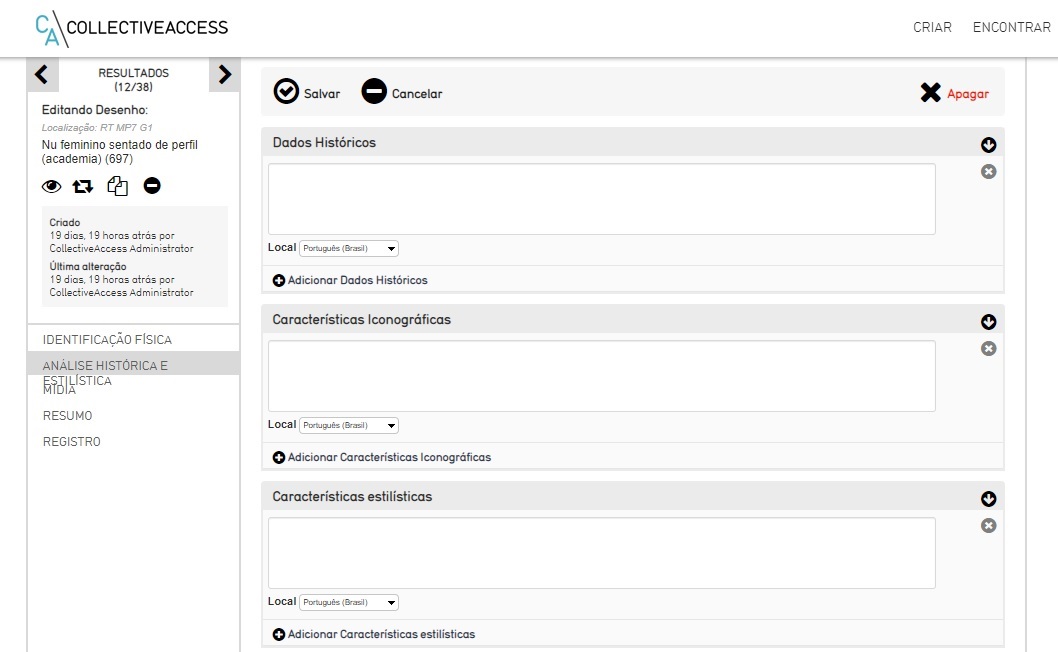 CA COLLECTIVEACCESS
CRIAR ENCONTRAR
RESULTADOS
(12/38)
Editando Desenho:
Localização: RT MP7 G1
Nu feminino sentado de perfil
(academia) (697)
Criado
19 dias, 19 horas atrás por
CollectiveAccess Administrator
Última alteração
19 dias, 19 horas atrás por
CollectiveAccess Administrator
IDENTIFICAÇÃO FÍSICA
ANÁLISE HISTÓRICA E
ESTILÍSTICA
MÍDIA
RESUMO
REGISTRO
Salvar Cancelar Apagar
Dados Históricos
Local Português (Brasil)
Adicionar Dados Históricos
Características Iconográficas
Local Português (Brasil)
Adicionar Características Iconográficas
Características estilísticas
Local Português (Brasil)
Adicionar Características estilísticas